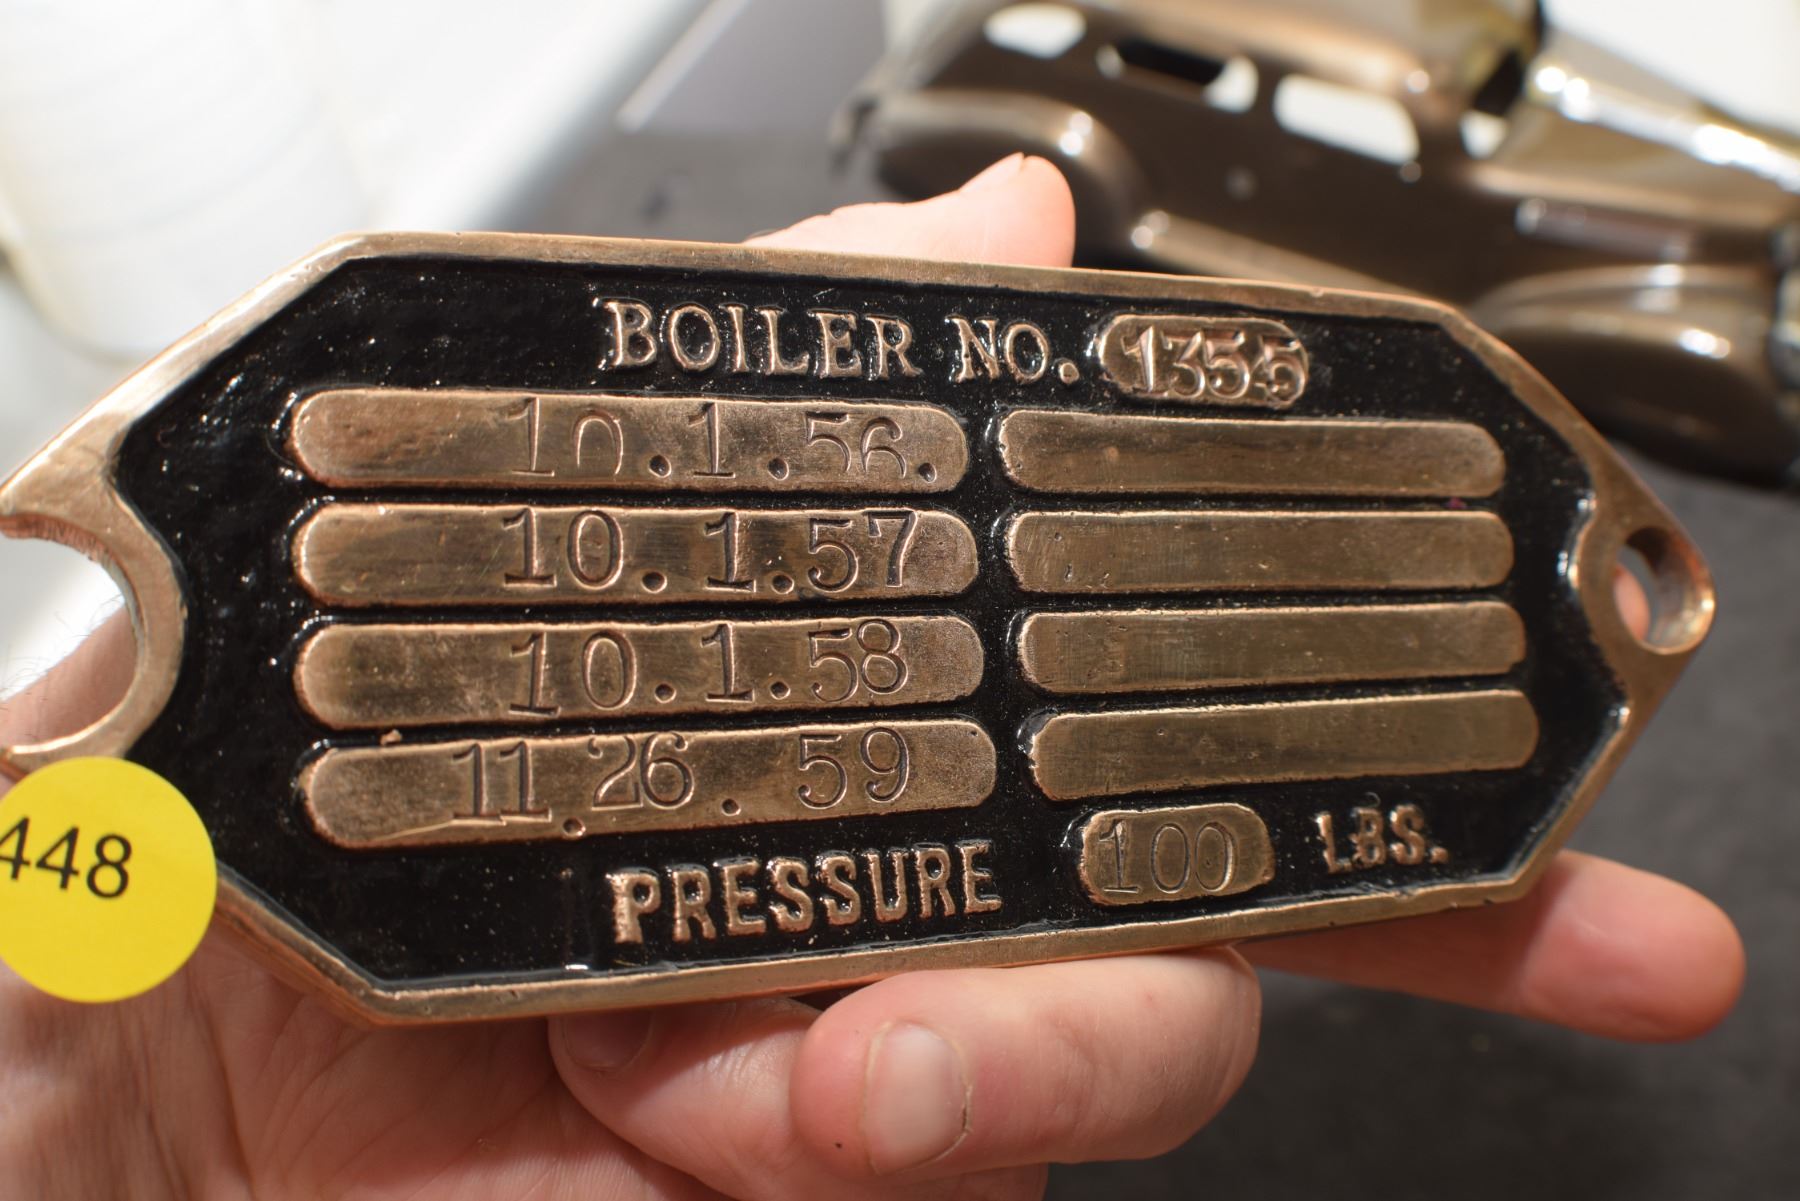 BOILER NO. 1355
10.1.56.
10.1.57
10.1.58
11.26.59
PRESSURE 100 LBS.
448